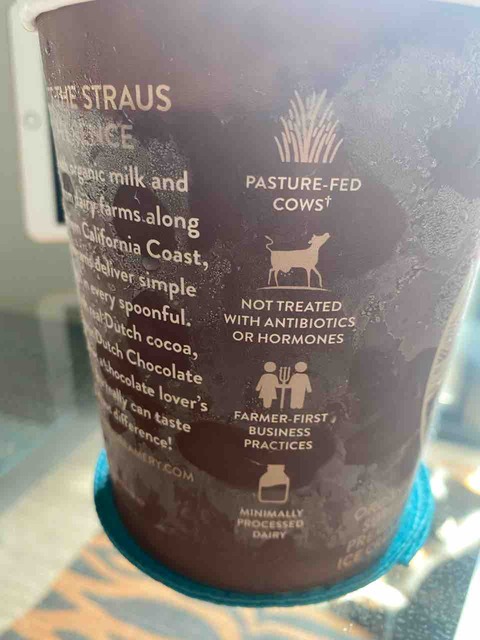 THE STRAUS
organic milk and
dairy farms along
California Coast,
deliver simple
every spoonful.
Dutch cocoa,
Dutch Chocolate
chocolate lover's
can taste
difference!
PASTURE-FED
COWS†
NOT TREATED
WITH ANTIBIOTICS
OR HORMONES
FARMER-FIRST
BUSINESS
PRACTICES
MINIMALLY
PROCESSED
DAIRY